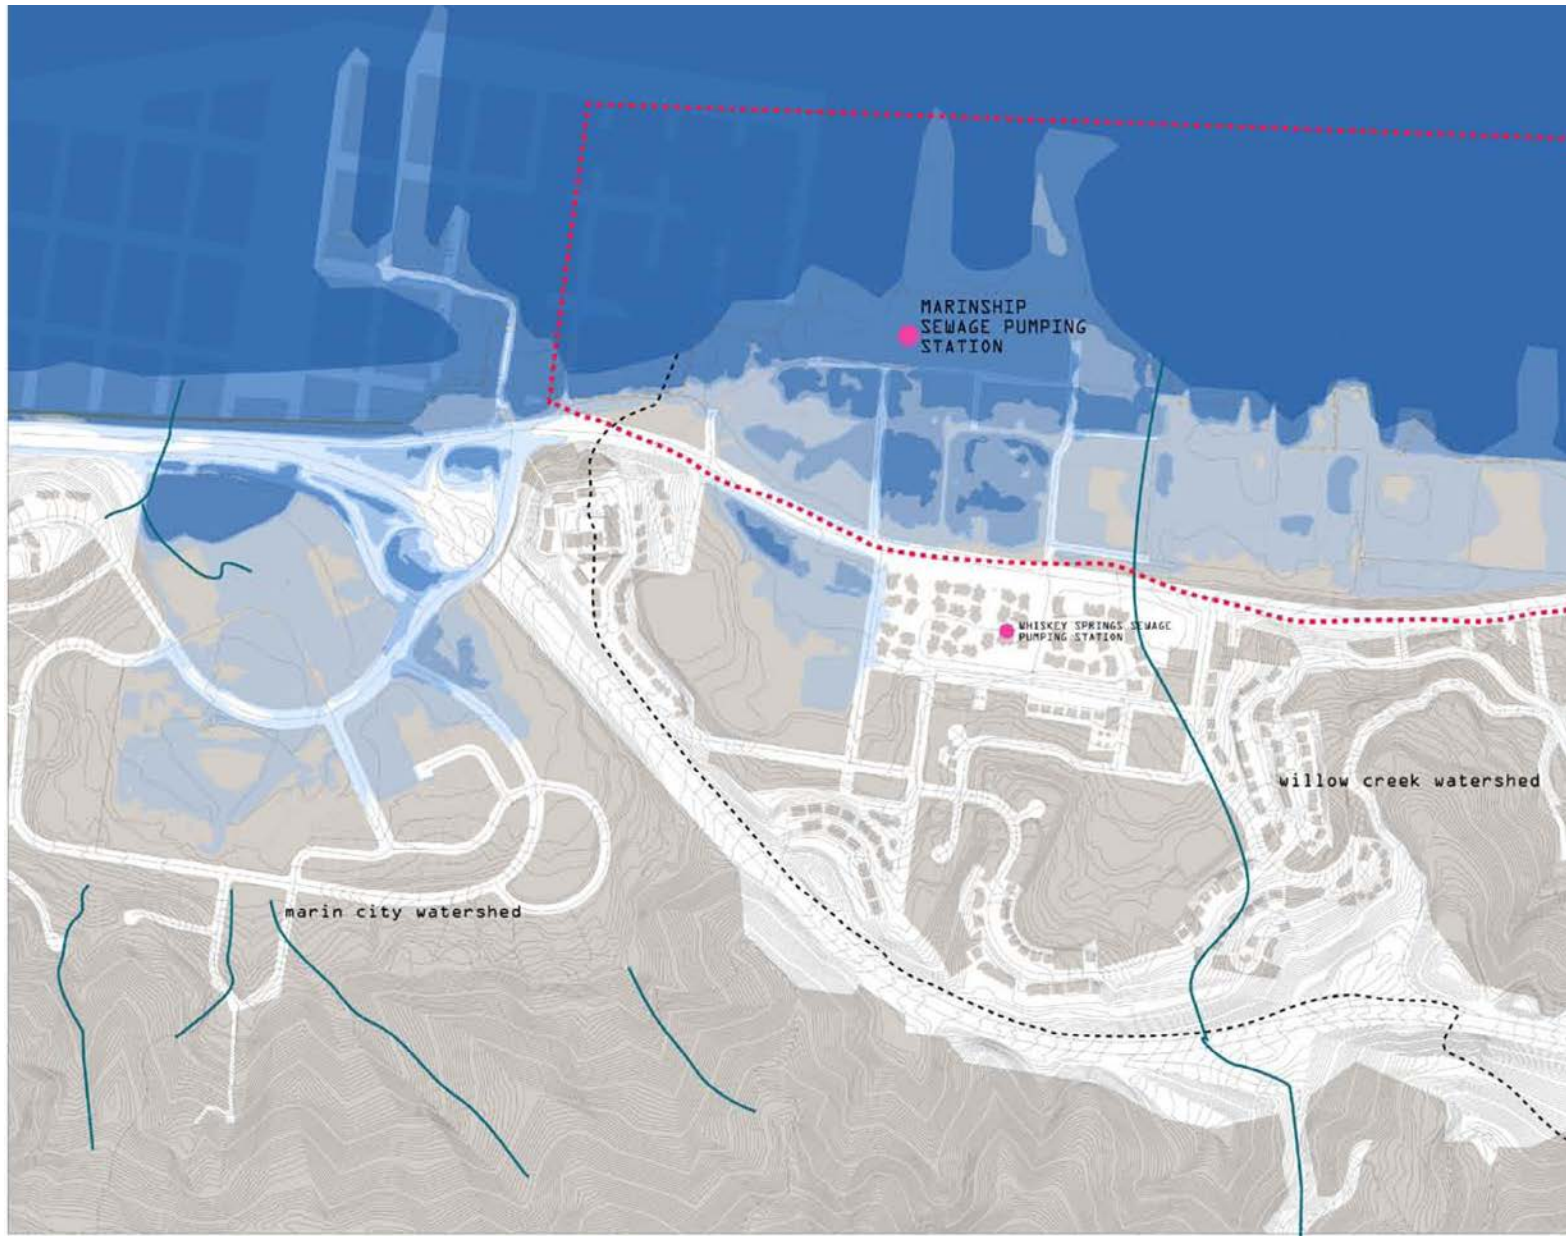 MARINSHIP
SEWAGE PUMPING
STATION
WHISKEY SPRINGS SEWAGE
PUMPING STATION
willow creek watershed
marin city watershed